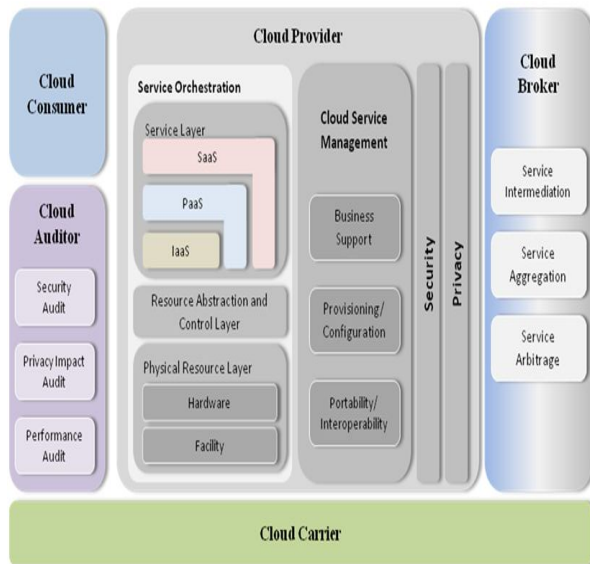 Cloud
Consumer
Cloud
Auditor
Security
Audit
Privacy Impact
Audit
Performance
Audit
Cloud Provider
Service Orchestration
Service Layer
SaaS
PaaS
IaaS
Resource Abstraction and
Control Layer
Physical Resource Layer
Hardware
Facility
Cloud Service
Management
Business
Support
Provisioning/
Configuration
Portability/
Interoperability
Security
Privacy
Cloud
Broker
Service
Intermediation
Service
Aggregation
Service
Arbitrage
Cloud Carrier